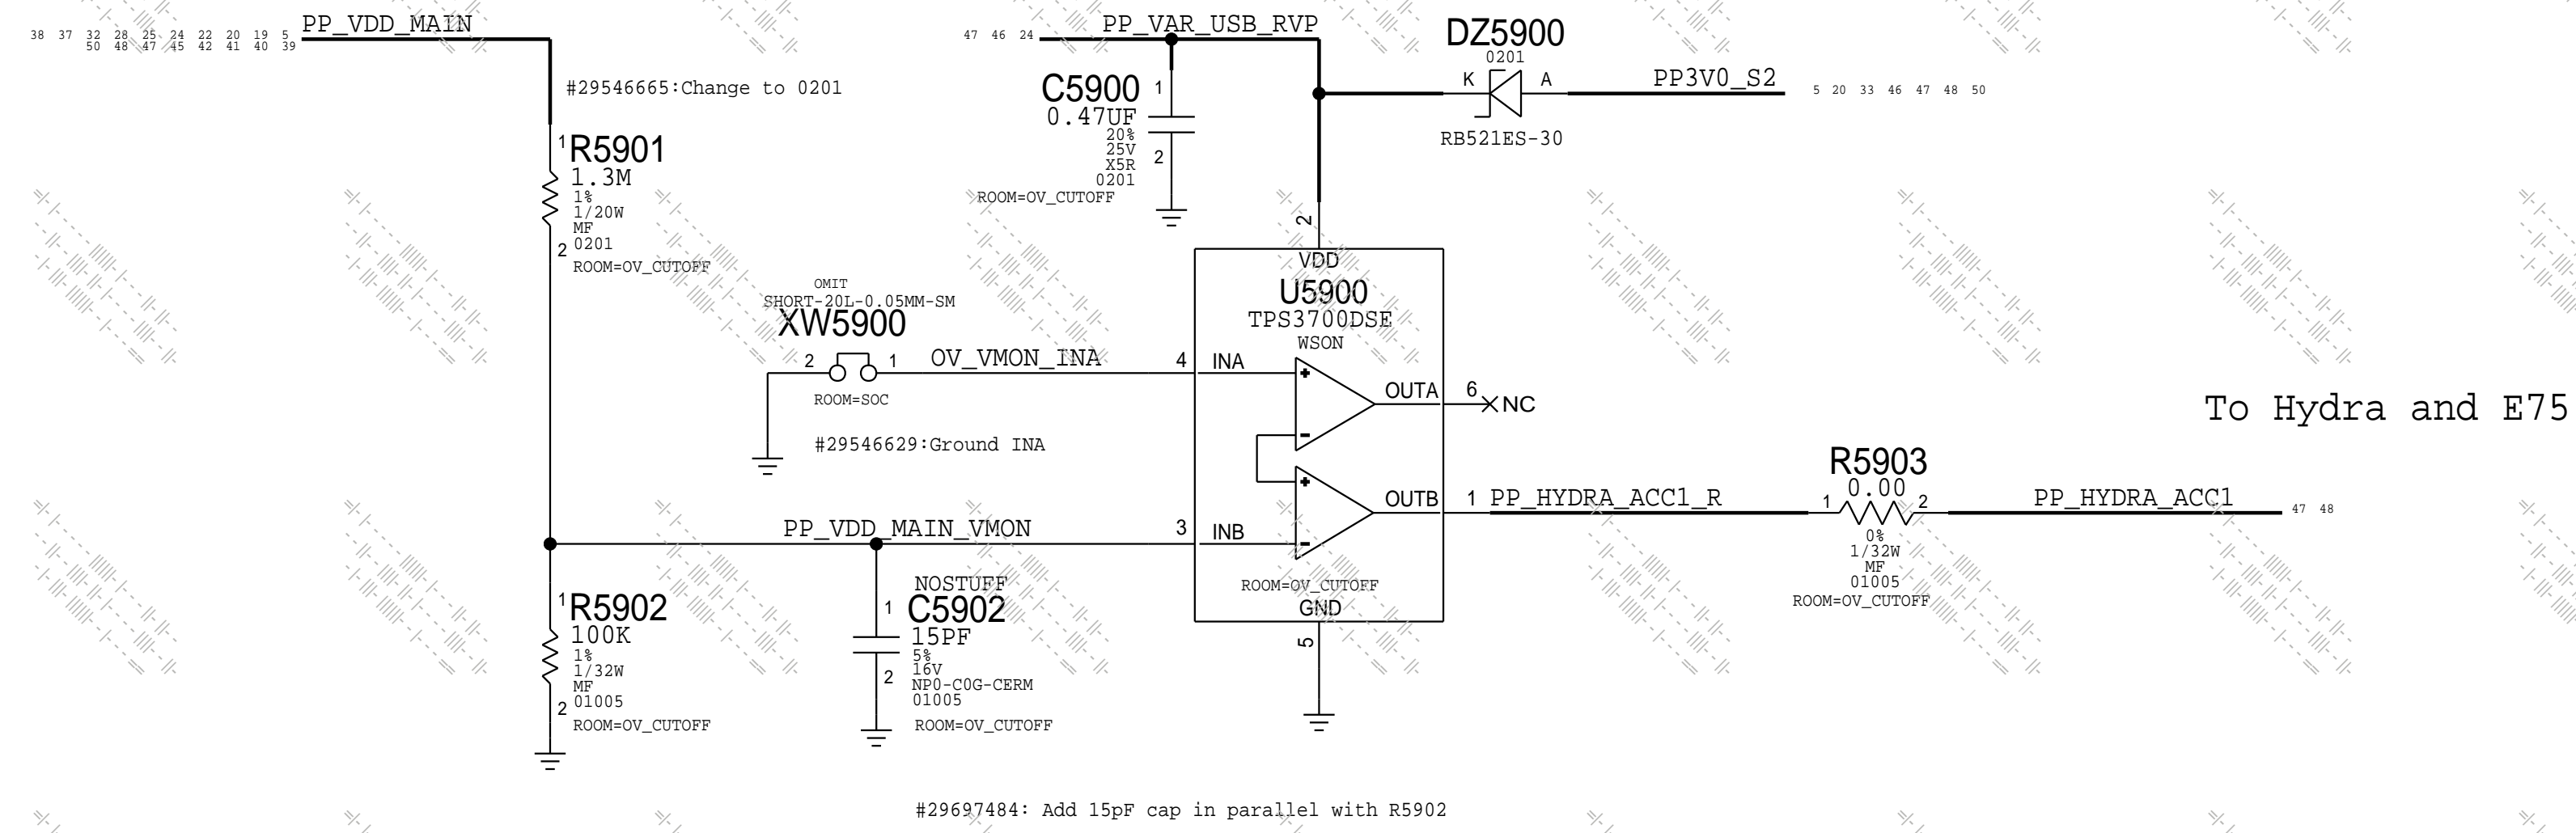 PP_VDD_MAIN
38 37 32 28 25 24 22 20 19 5
50 48 47 45 42 41 40 39
#29546665:Change to 0201
1
R5901
1.3M
1%
1/20W
MF
2 0201
ROOM=OV_CUTOFF
PP_VAR_USB_RVP
47 46 24
C5900
1
0.47UF
20%
25V
X5R
2
0201
ROOM=OV_CUTOFF
DZ5900
0201
K A
RB521ES-30
PP3V0_S2
5 20 33 46 47 48 50
OMIT
SHORT-20L-0.05MM-SM
XW5900
2 1
ROOM=SOC
OV_VMON_INA
#29546629:Ground INA
2
VDD
U5900
TPS3700DSE
WSON
4 INA
+
-
OUTA 6 NC
+
-
3 INB
OUTB 1
ROOM=OV_CUTOFF
GND
5
PP_VDD_MAIN_VMON
1
R5902
100K
1%
1/32W
MF
2 01005
ROOM=OV_CUTOFF
NOSTUFF
1 C5902
15PF
5%
16V
2
NP0-C0G-CERM
01005
ROOM=OV_CUTOFF
PP_HYDRA_ACC1_R
R5903
0.00
1 2
0%
1/32W
MF
01005
ROOM=OV_CUTOFF
PP_HYDRA_ACC1
47 48
To Hydra and E75
#29697484: Add 15pF cap in parallel with R5902